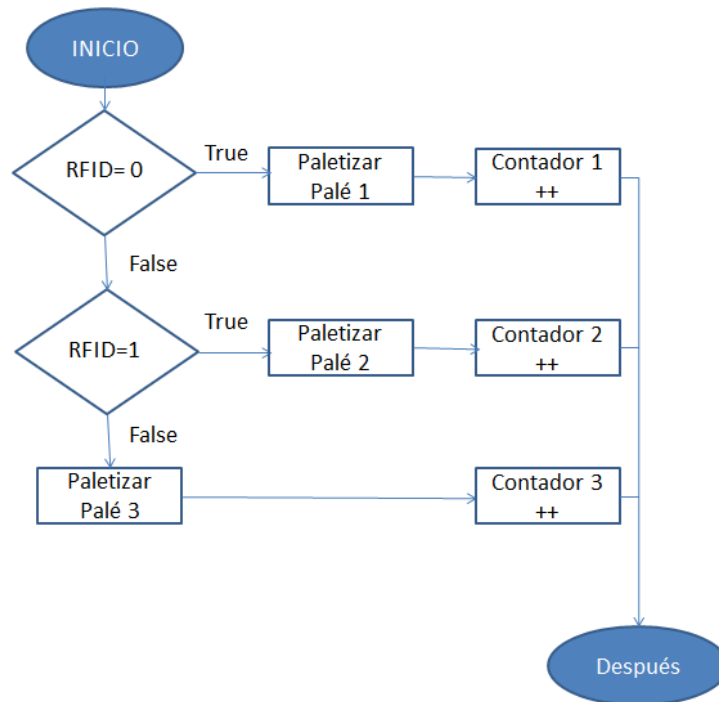 INICIO
RFID= 0
True
Paletizar
Palé 1
Contador 1
++
False
RFID=1
True
Paletizar
Palé 2
Contador 2
++
False
Paletizar
Palé 3
Contador 3
++
Después